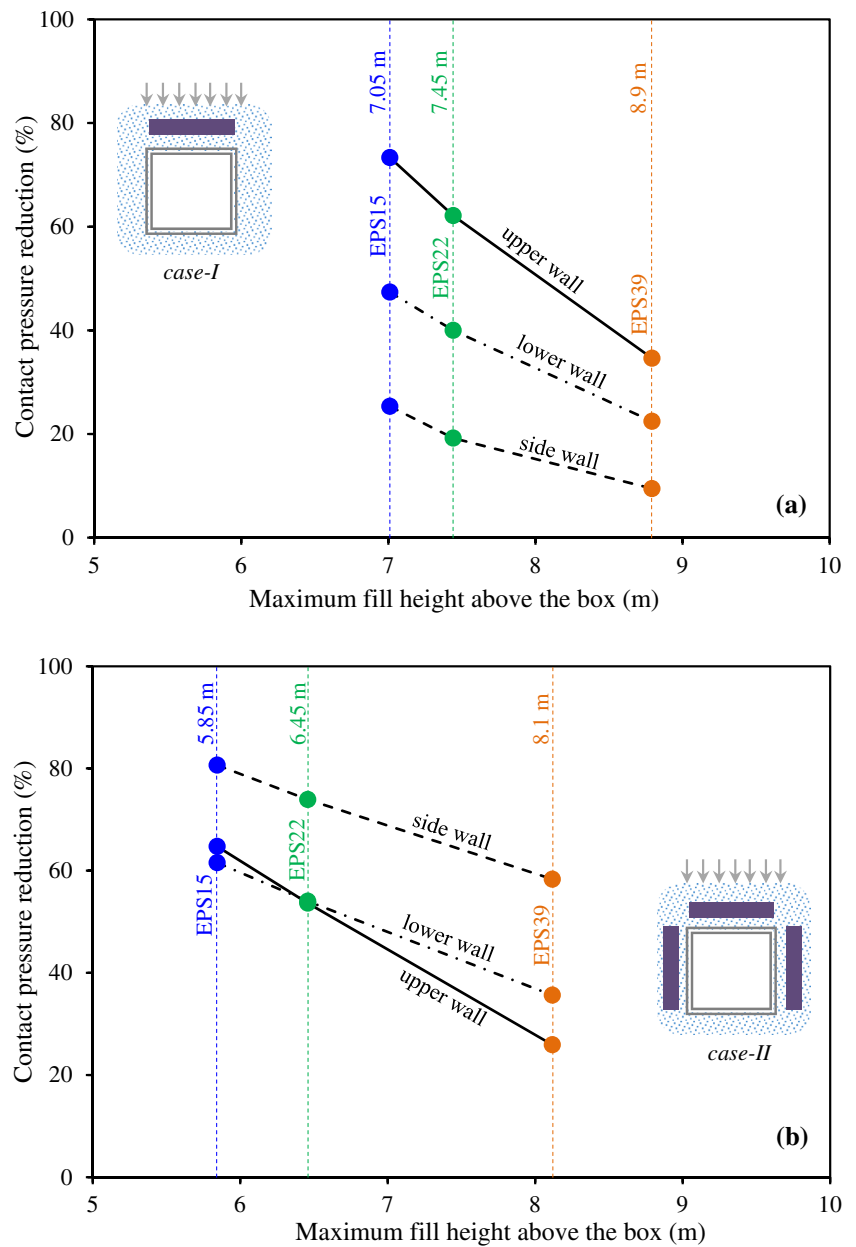 100
80
60
40
20
0
Contact pressure reduction (%)
7.05 m
7.45 m
8.9 m
EPS15
EPS22
EPS39
upper wall
lower wall
side wall
case-I
(a)
5
6
7
8
9
10
Maximum fill height above the box (m)
100
80
60
40
20
0
Contact pressure reduction (%)
5.85 m
6.45 m
8.1 m
EPS15
EPS22
EPS39
side wall
lower wall
upper wall
case-II
(b)
5
6
7
8
9
10
Maximum fill height above the box (m)